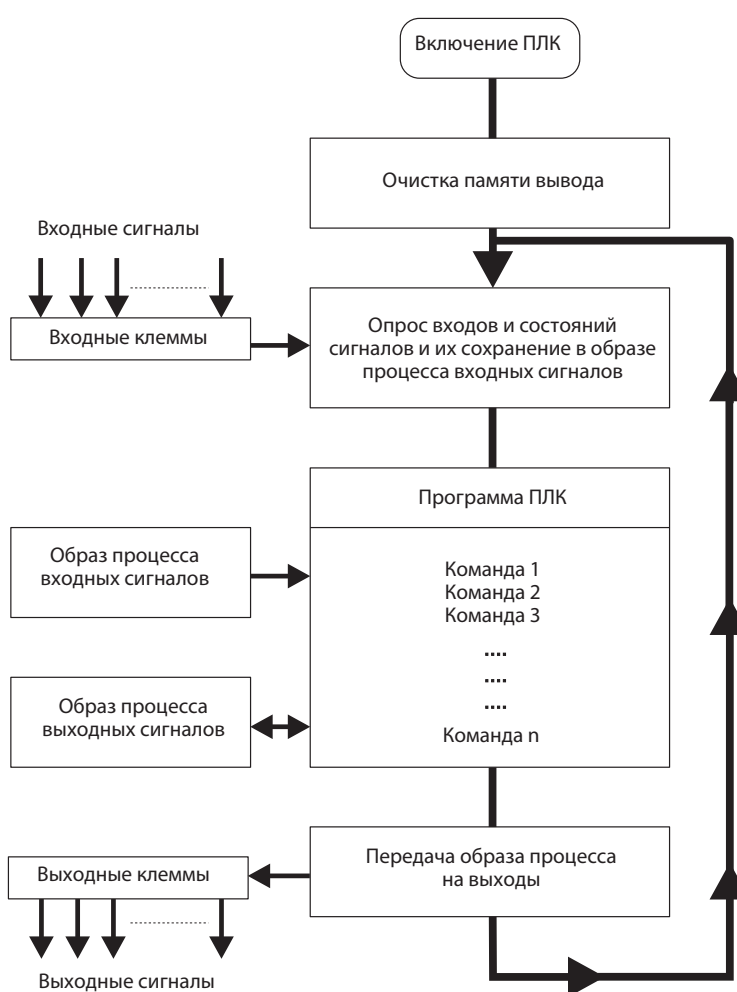 Включение ПЛК
Очистка памяти вывода
Входные сигналы
Входные клеммы
Опрос входов и состояний
сигналов и их сохранение в образе
процесса входных сигналов
Программа ПЛК
Образ процесса
входных сигналов
Команда 1
Команда 2
Команда 3
....
....
....
Команда n
Образ процесса
выходных сигналов
Передача образа процесса
на выходы
Выходные клеммы
Выходные сигналы